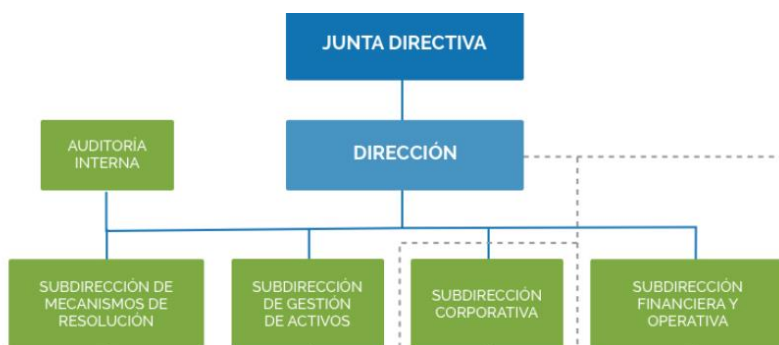 JUNTA DIRECTIVA
AUDITORÍA
INTERNA
DIRECCIÓN
SUBDIRECCIÓN DE
MECANISMOS DE
RESOLUCIÓN
SUBDIRECCIÓN
DE GESTIÓN
DE ACTIVOS
SUBDIRECCIÓN
CORPORATIVA
SUBDIRECCIÓN
FINANCIERA Y
OPERATIVA